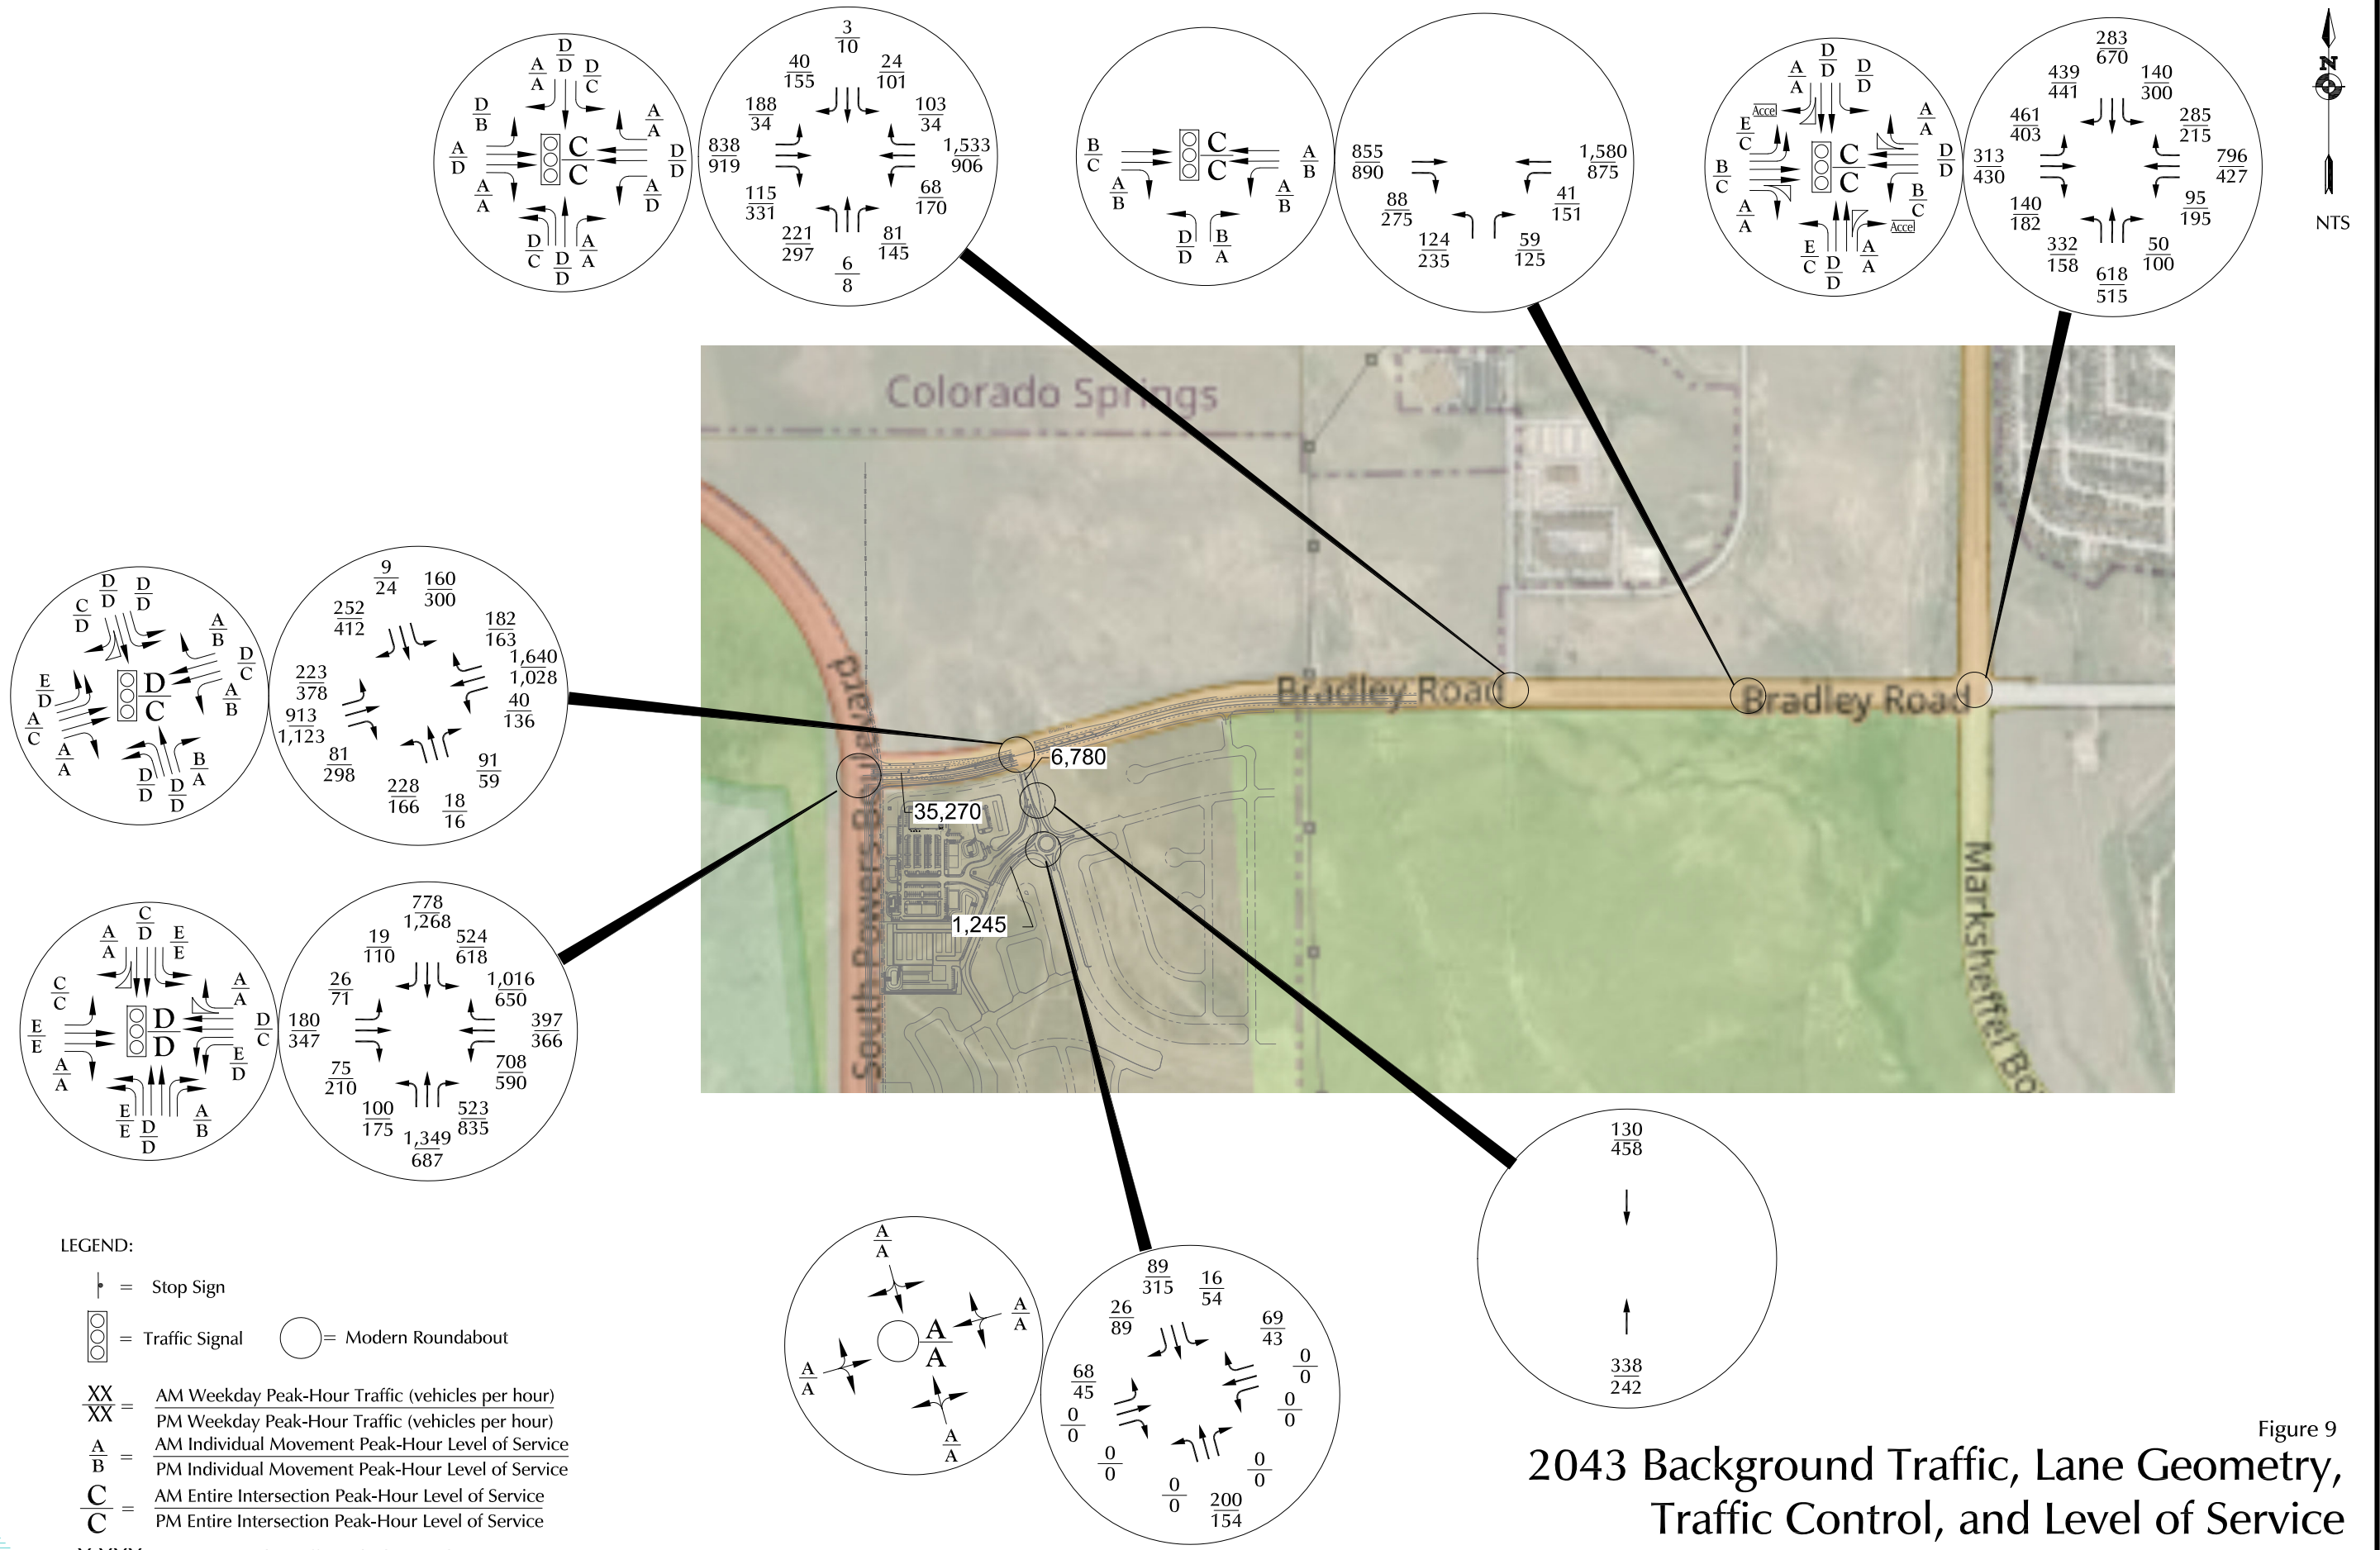 D
D
A
A
D
C
D
B
A
D
A
A
C
C
A
A
D
D
A
D
D
C
D
D
A
A
3
10
40
155
24
101
188
34
103
34
838
919
1,533
906
115
331
68
170
221
297
81
145
6
8
B
C
A
B
C
C
A
B
A
B
D
D
B
A
855
890
1,580
875
88
275
41
151
124
235
59
125
D
D
A
A
D
D
Accel
E
C
B
C
A
A
C
C
A
A
D
D
B
C
Accel
E
C
D
D
A
A
283
670
439
441
140
300
461
403
285
215
313
430
796
427
140
182
95
195
332
158
50
100
618
515
N
NTS
Colorado Springs
Bradley Road
Bradley Road
South Powers Boulevard
Marksheffel Bo
6,780
35,270
1,245
D
D
D
D
C
D
E
D
A
C
A
A
D
C
A
B
D
C
A
B
D
D
D
D
B
A
9
24
160
300
252
412
182
163
1,640
1,028
223
378
40
136
913
1,123
81
298
91
59
228
166
18
16
C
D
A
A
E
E
C
C
E
E
A
A
D
D
A
A
D
C
E
D
E
E
D
D
A
B
778
1,268
19
110
524
618
26
71
1,016
650
180
347
397
366
75
210
708
590
100
175
523
835
1,349
687
A
A
A
A
A
A
A
A
A
A
89
315
16
54
26
89
69
43
0
0
68
45
0
0
0
0
0
0
0
0
0
0
200
154
130
458
338
242
LEGEND:
= Stop Sign
= Traffic Signal
= Modern Roundabout
XX
XX
= AM Weekday Peak-Hour Traffic (vehicles per hour)
PM Weekday Peak-Hour Traffic (vehicles per hour)
A
B
= AM Individual Movement Peak-Hour Level of Service
PM Individual Movement Peak-Hour Level of Service
C
C
= AM Entire Intersection Peak-Hour Level of Service
PM Entire Intersection Peak-Hour Level of Service
Figure 9
2043 Background Traffic, Lane Geometry,
Traffic Control, and Level of Service